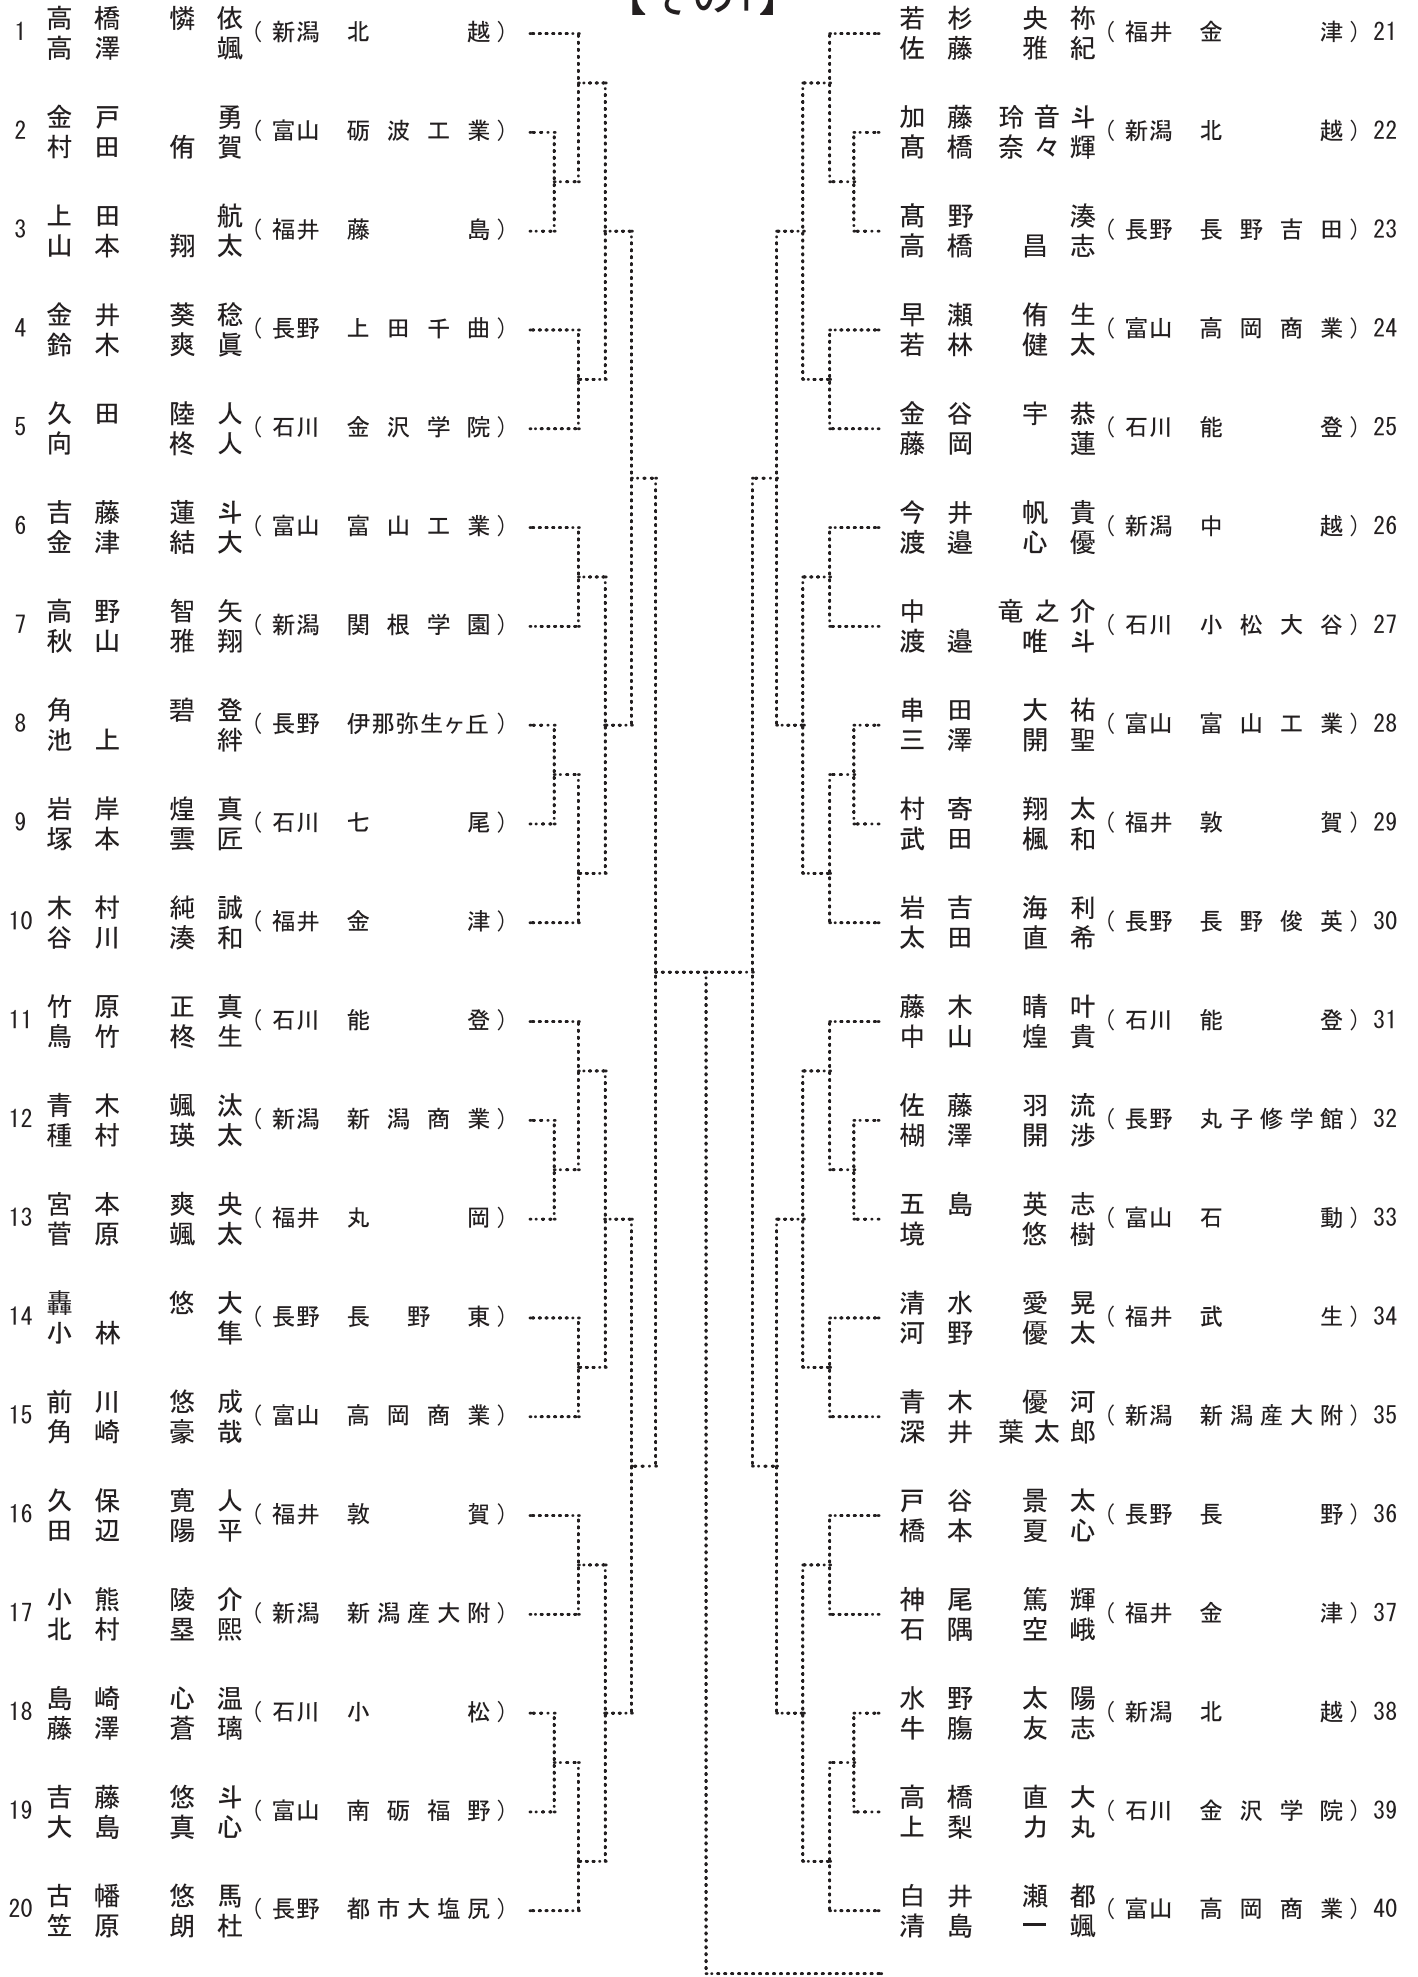 【その1】
1 高橋 憐依 (新潟 北越)
高澤 颯
2 金戸 勇 (富山 砺波工業)
村田 侑賀
3 上田 航 (福井 藤島)
山本 翔太
4 金井 葵稔 (長野 上田千曲)
鈴木 爽眞
5 久田 陸人 (石川 金沢学院)
向 柊人
6 吉藤 蓮斗 (富山 富山工業)
金津 結大
7 高野 智矢 (新潟 関根学園)
秋山 雅翔
8 角 碧登 (長野 伊那弥生ヶ丘)
池上 絆
9 岩岸 煌真 (石川 七尾)
塚本 雲匠
10 木村 純誠 (福井 金津)
谷川 湊和
11 竹原 正真 (石川 能登)
鳥竹 柊生
12 青木 颯汰 (新潟 新潟商業)
種村 瑛太
13 宮本 爽央 (福井 丸岡)
菅原 颯太
14 轟 悠大 (長野 長野東)
小林 隼
15 前川 悠成 (富山 高岡商業)
角崎 豪哉
16 久保 寛人 (福井 敦賀)
田辺 陽平
17 小熊 陵介 (新潟 新潟産大附)
北村 塁熙
18 島崎 心温 (石川 小松)
藤澤 蒼璃
19 吉藤 悠斗 (富山 南砺福野)
大島 真心
20 古幡 悠馬 (長野 都市大塩尻)
笠原 朗杜
若杉 央祢 (福井 金津) 21
佐藤 雅紀
加藤 玲音斗 (新潟 北越) 22
髙橋 奈々輝
髙野 湊 (長野 長野吉田) 23
高橋 昌志
早瀬 侑生 (富山 高岡商業) 24
若林 健太
金谷 宇恭 (石川 能登) 25
藤岡 蓮
今井 帆貴 (新潟 中越) 26
渡邉 心優
中 竜之介 (石川 小松大谷) 27
渡邉 唯斗
串田 大祐 (富山 富山工業) 28
三澤 開聖
村寄 翔太 (福井 敦賀) 29
武田 楓和
岩吉 海利 (長野 長野俊英) 30
太田 直希
藤木 晴叶 (石川 能登) 31
中山 煌貴
佐藤 羽流 (長野 丸子修学館) 32
楜澤 開渉
五島 英志 (富山 石動) 33
境 悠樹
清水 愛晃 (福井 武生) 34
河野 優太
青木 優河 (新潟 新潟産大附) 35
深井 葉太郎
戸谷 景太 (長野 長野) 36
橋本 夏心
神尾 篤輝 (福井 金津) 37
石隅 空峨
水野 太陽 (新潟 北越) 38
牛膓 友志
高橋 直大 (石川 金沢学院) 39
上梨 力丸
白井 瀬都 (富山 高岡商業) 40
清島 一颯